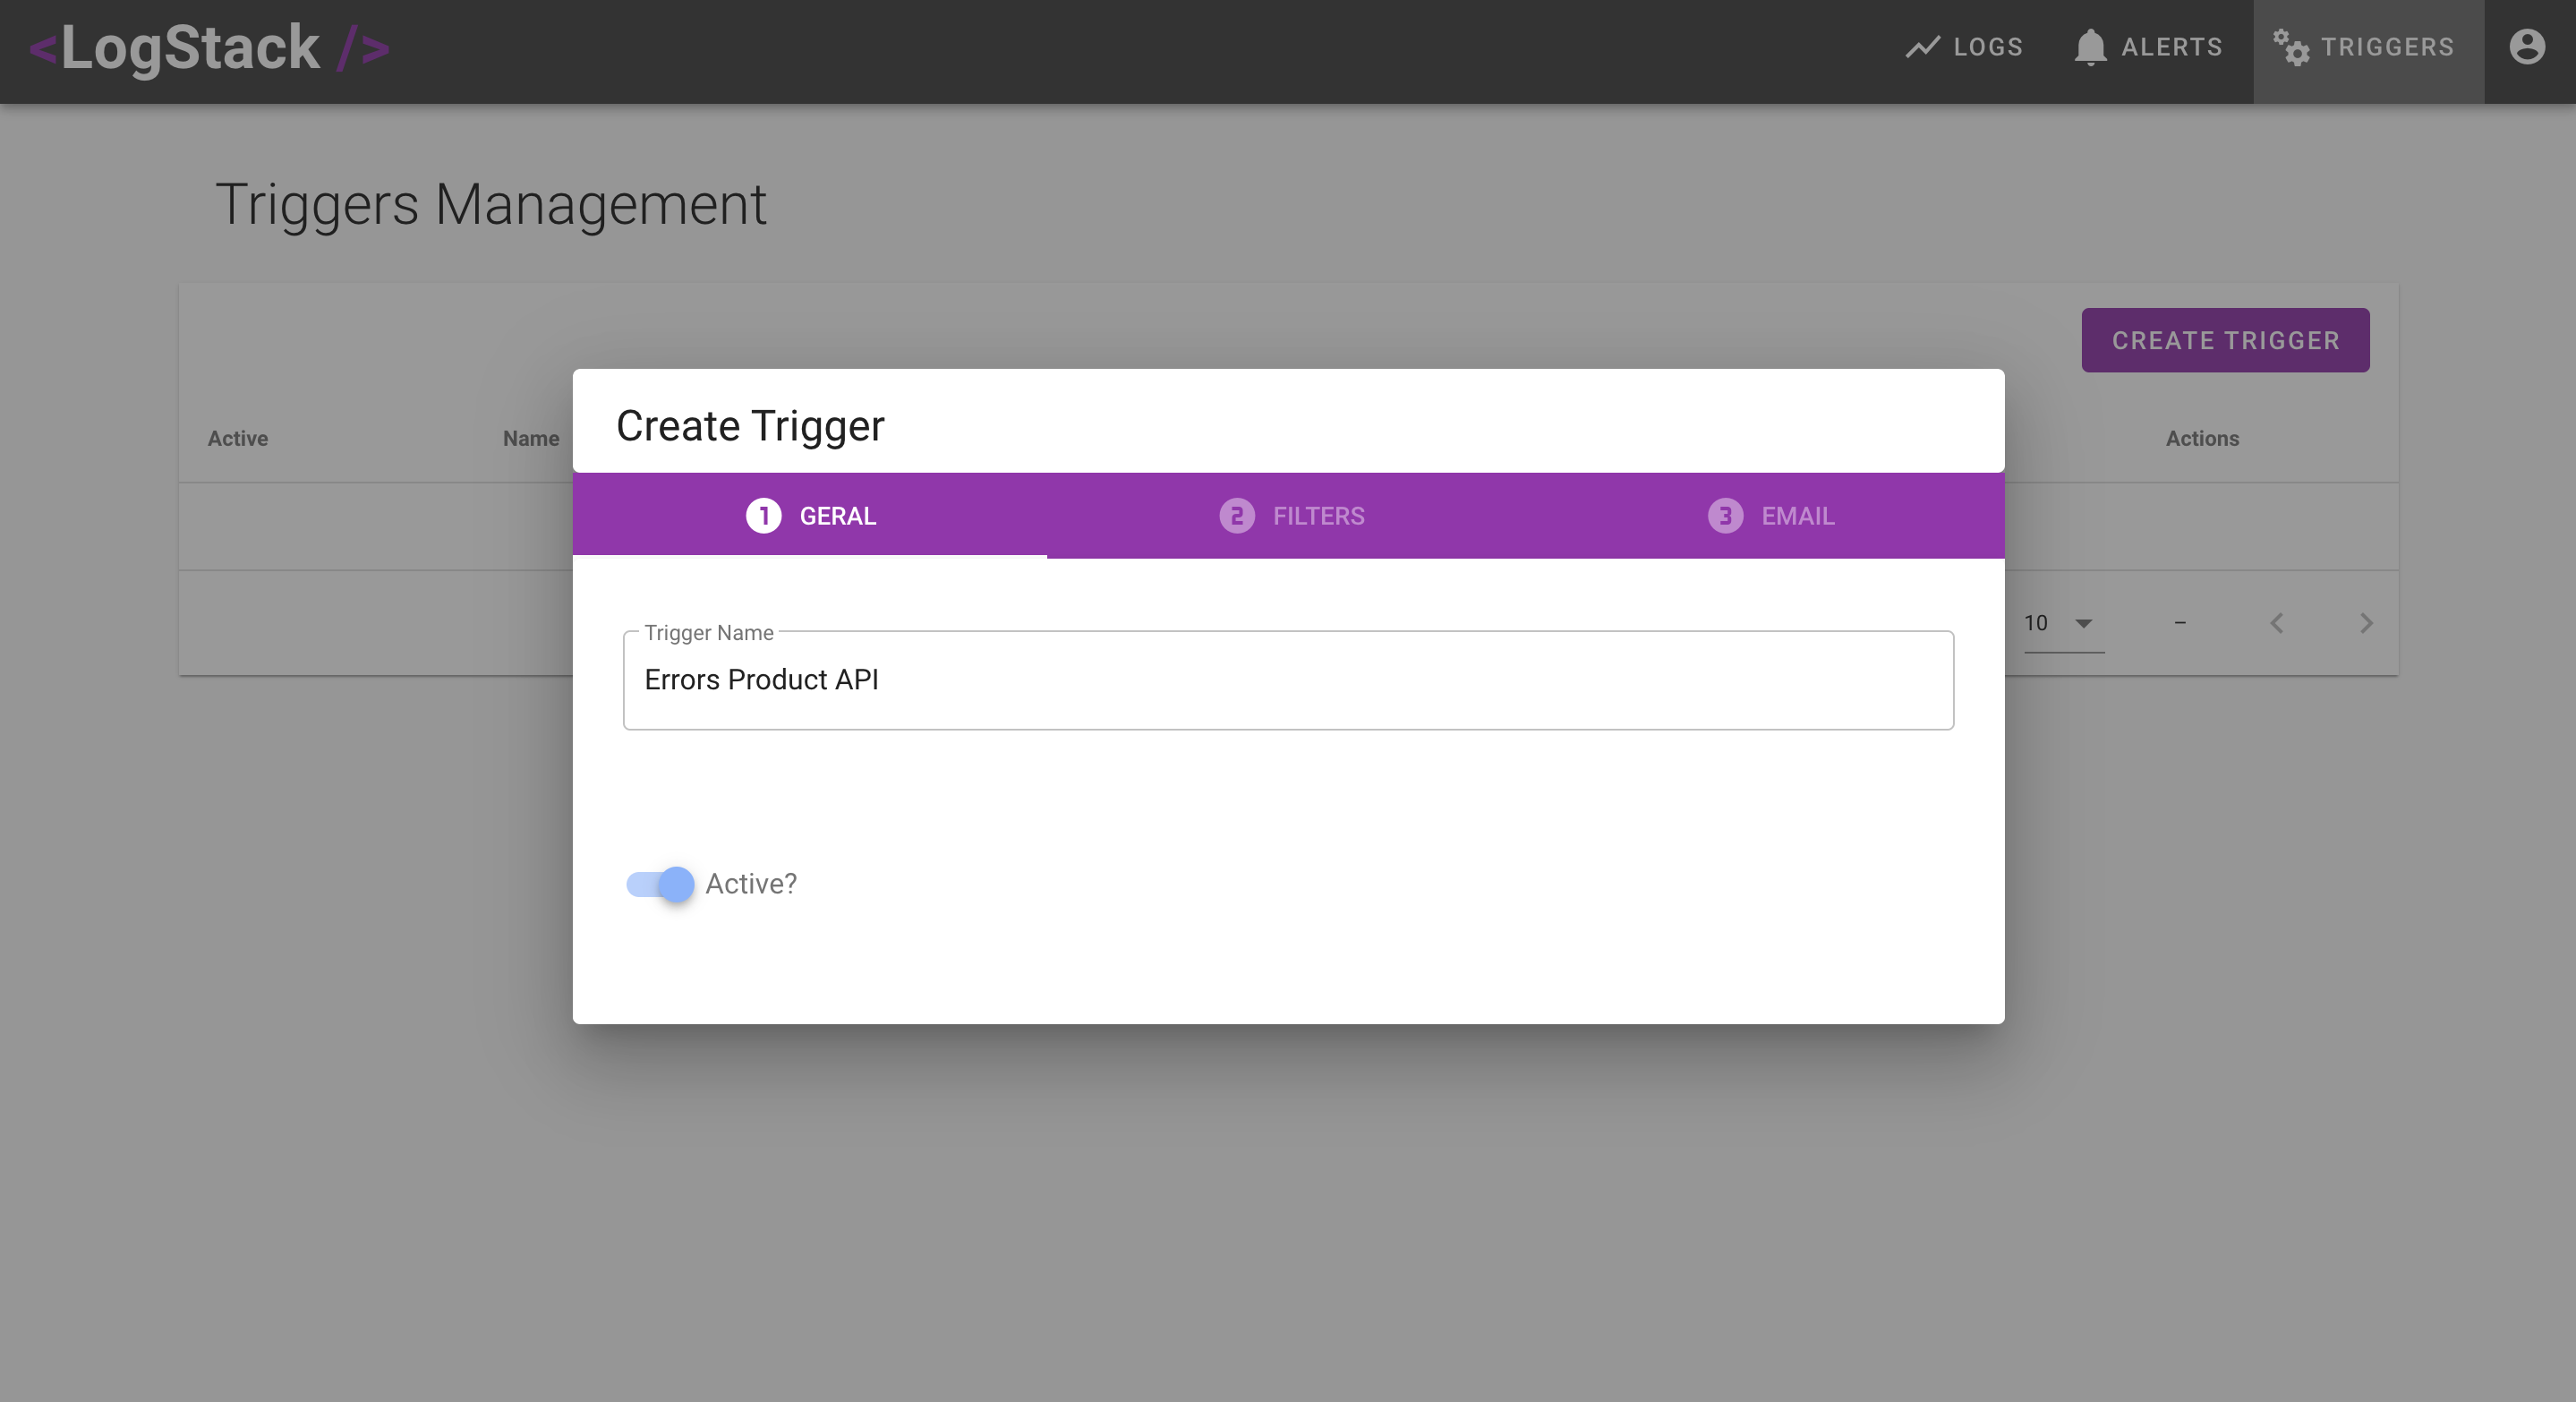 <LogStack />
LOGS
ALERTS
TRIGGERS
Triggers Management
CREATE TRIGGER
Active
Name
Actions
Create Trigger
1 GERAL
2 FILTERS
3 EMAIL
10
–
Trigger Name
Errors Product API
Active?